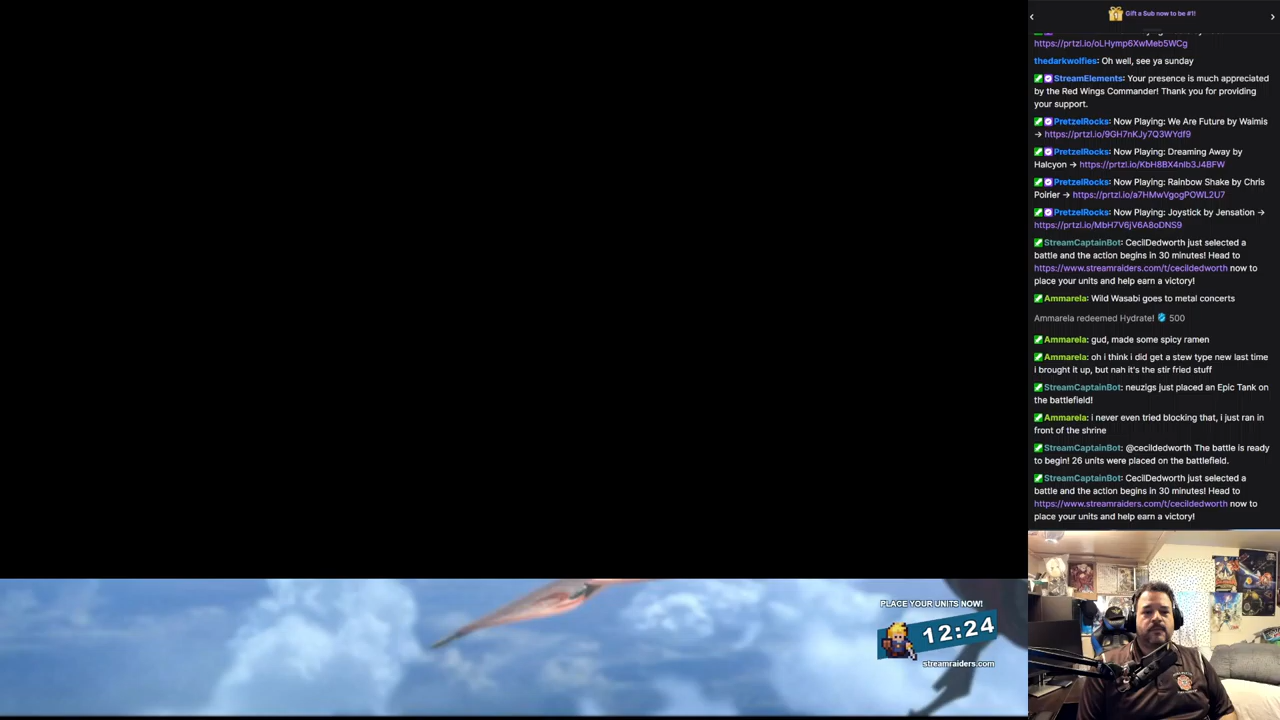 Gift a Sub now to be #1!
https://prtzl.io/oLHymp6XwMeb5WCg
thedarkwolfies: Oh well, see ya sunday
StreamElements: Your presence is much appreciated
by the Red Wings Commander! Thank you for providing
your support.
PretzelRocks: Now Playing: We Are Future by Waimis
→ https://prtzl.io/9GH7nKJy7Q3WYdf9
PretzelRocks: Now Playing: Dreaming Away by
Halcyon → https://prtzl.io/KbH8BX4nlb3J4BFW
PretzelRocks: Now Playing: Rainbow Shake by Chris
Poirier → https://prtzl.io/a7HMwVgogPOWL2U7
PretzelRocks: Now Playing: Joystick by Jensation →
https://prtzl.io/MbH7V6jV6A8oDNS9
StreamCaptainBot: CecilDedworth just selected a
battle and the action begins in 30 minutes! Head to
https://www.streamraiders.com/t/cecildedworth now to
place your units and help earn a victory!
Ammarela: Wild Wasabi goes to metal concerts
Ammarela redeemed Hydrate! 500
Ammarela: gud, made some spicy ramen
Ammarela: oh i think i did get a stew type new last time
i brought it up, but nah it's the stir fried stuff
StreamCaptainBot: neuzigs just placed an Epic Tank on
the battlefield!
Ammarela: i never even tried blocking that, i just ran in
front of the shrine
StreamCaptainBot: @cecildedworth The battle is ready
to begin! 26 units were placed on the battlefield.
StreamCaptainBot: CecilDedworth just selected a
battle and the action begins in 30 minutes! Head to
https://www.streamraiders.com/t/cecildedworth now to
place your units and help earn a victory!
PLACE YOUR UNITS NOW!
12:24
streamraiders.com